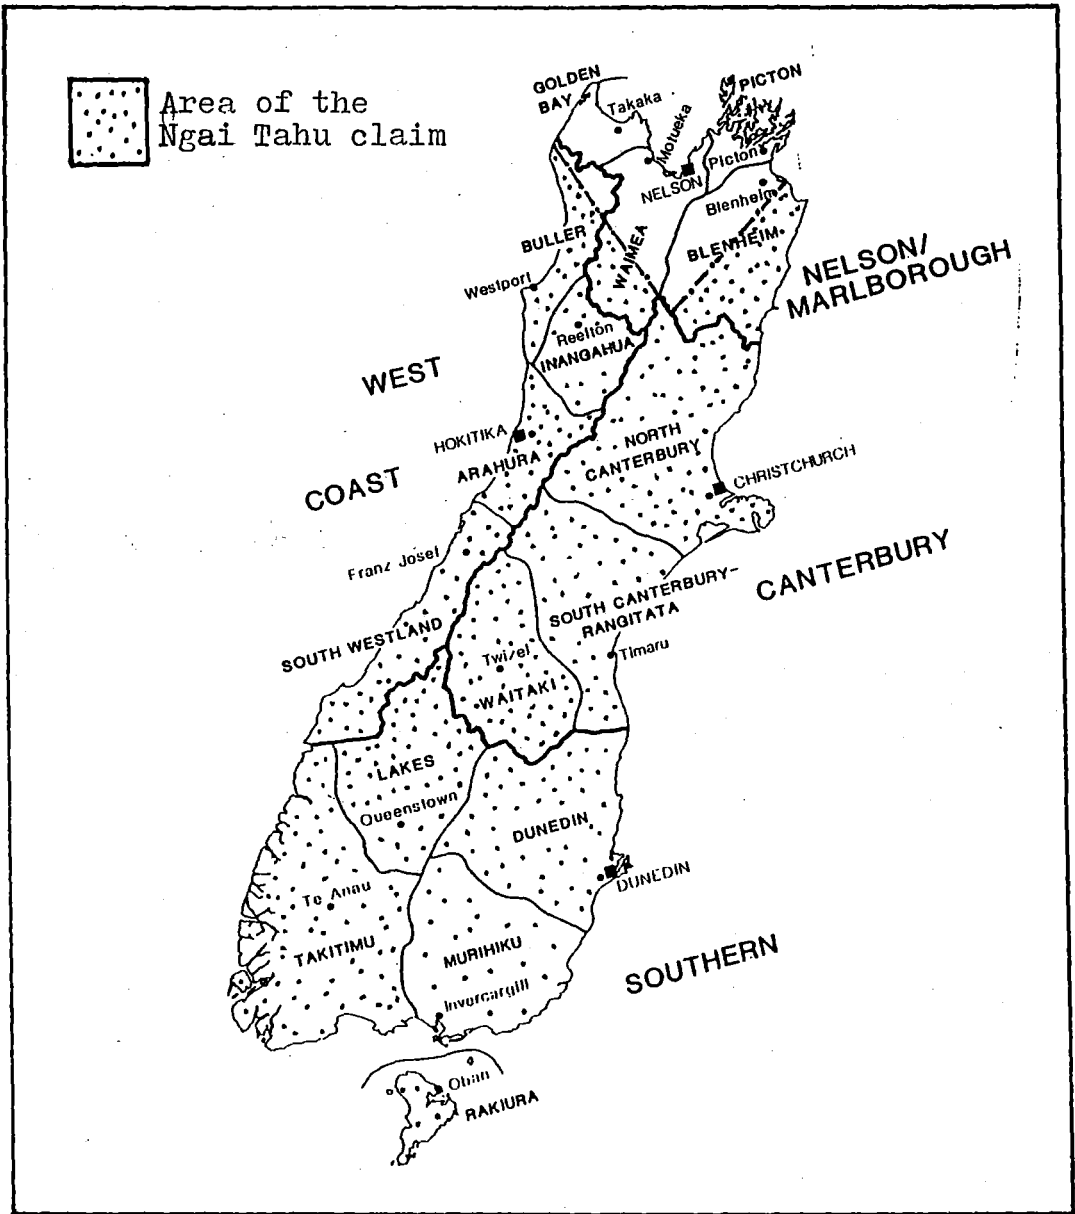 Area of the
Ngai Tahu claim
GOLDEN
BAY
Takaka
Motueka
PICTON
Picton
NELSON
Blenheim
BULLER
WAIMEA
BLENHEIM
NELSON/
MARLBOROUGH
Westport
Reefton
INANGAHUA
WEST
COAST
HOKITIKA
ARAHURA
NORTH
CANTERBURY
CHRISTCHURCH
Franz Josef
CANTERBURY
SOUTH CANTERBURY-
RANGITATA
SOUTH WESTLAND
Twizel
WAITAKI
Timaru
LAKES
Queenstown
DUNEDIN
DUNEDIN
Te Anau
TAKITIMU
MURIHIKU
SOUTHERN
Invercargill
Oban
RAKIURA